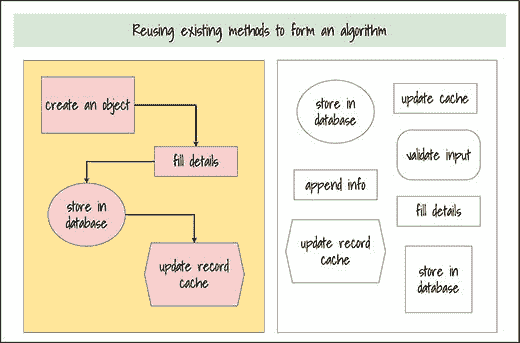 Reusing existing methods to form an algorithm
create an object
fill details
store in
database
update record
cache
store in
database
update cache
validate input
append info
fill details
update record
cache
store in
database